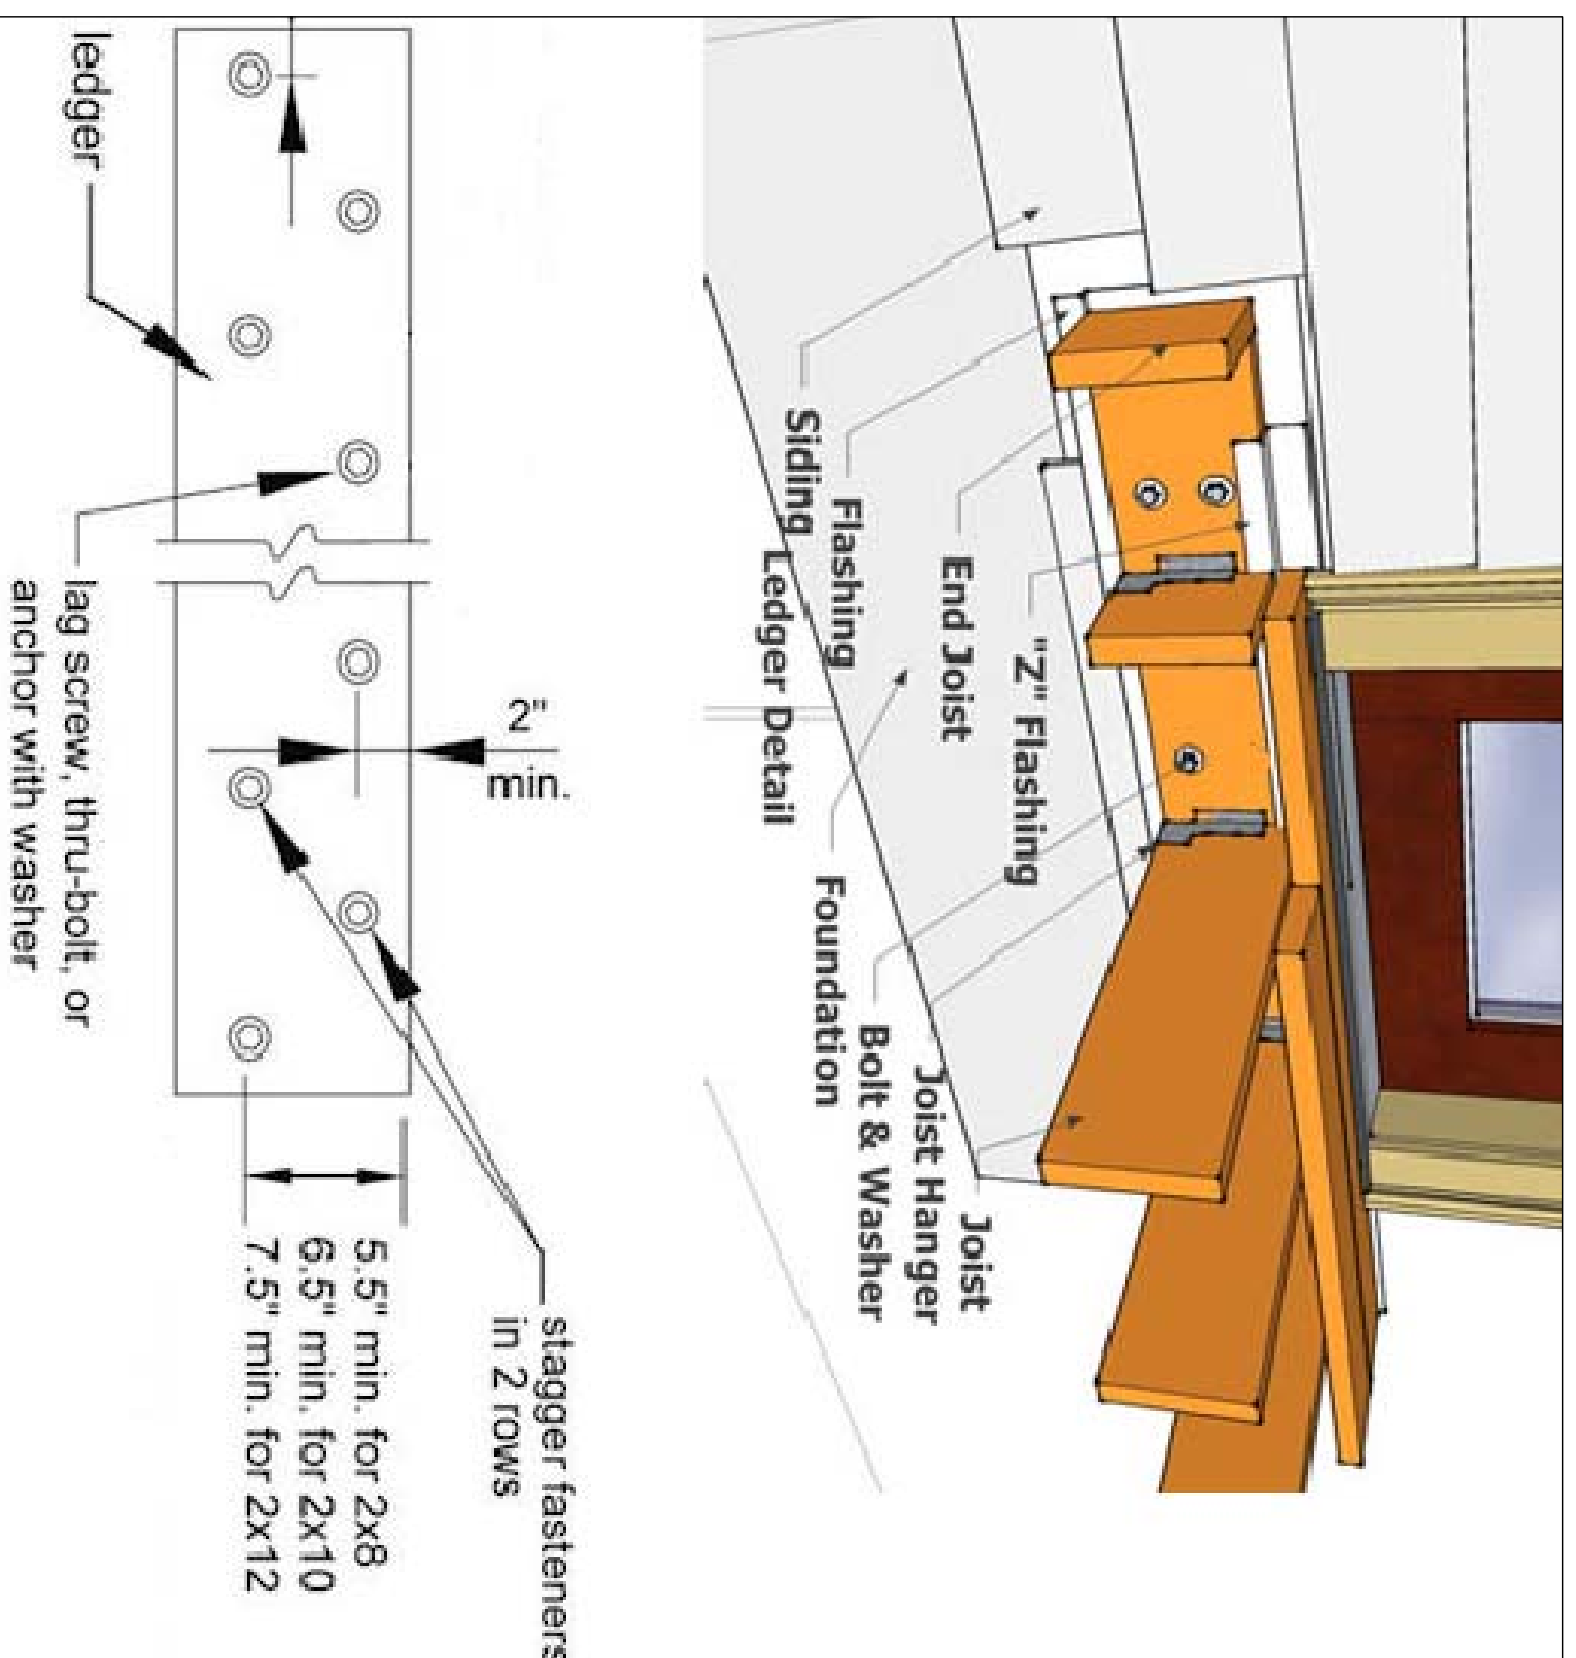 Siding
Flashing
End Joist
"Z" Flashing
Ledger Detail
Foundation
Bolt & Washer
Joist Hanger
Joist
2"
min.
stagger fasteners
in 2 rows
5.5" min. for 2x8
6.5" min. for 2x10
7.5" min. for 2x12
ledger
lag screw, thru-bolt, or
anchor with washer